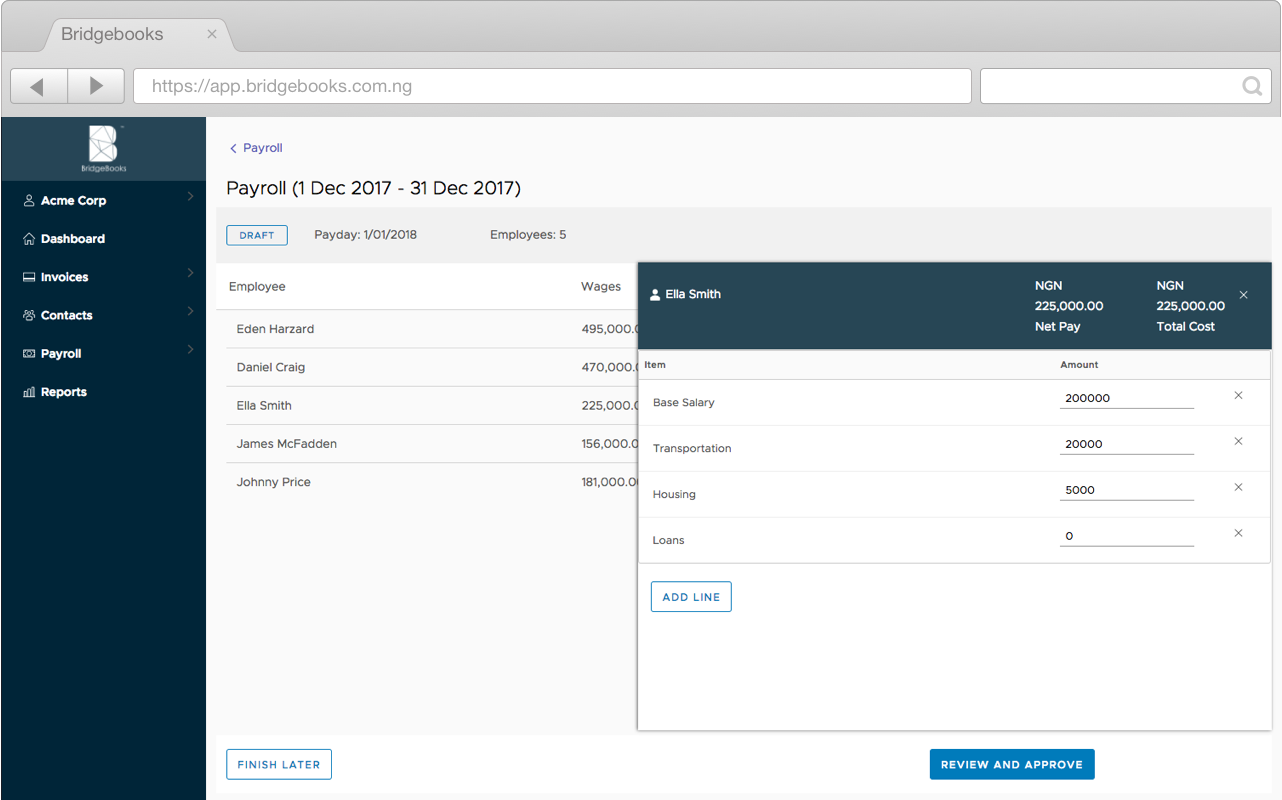 Bridgebooks
https://app.bridgebooks.com.ng
BridgeBooks
Acme Corp
Dashboard
Invoices
Contacts
Payroll
Reports
Payroll
Payroll (1 Dec 2017 - 31 Dec 2017)
DRAFT Payday: 1/01/2018 Employees: 5
Employee Wages
Eden Harzard 495,000.0
Daniel Craig 470,000.0
Ella Smith 225,000.0
James McFadden 156,000.0
Johnny Price 181,000.00
Ella Smith
NGN
225,000.00
Net Pay
NGN
225,000.00
Total Cost
Item Amount
Base Salary 200000
Transportation 20000
Housing 5000
Loans 0
ADD LINE
FINISH LATER
REVIEW AND APPROVE